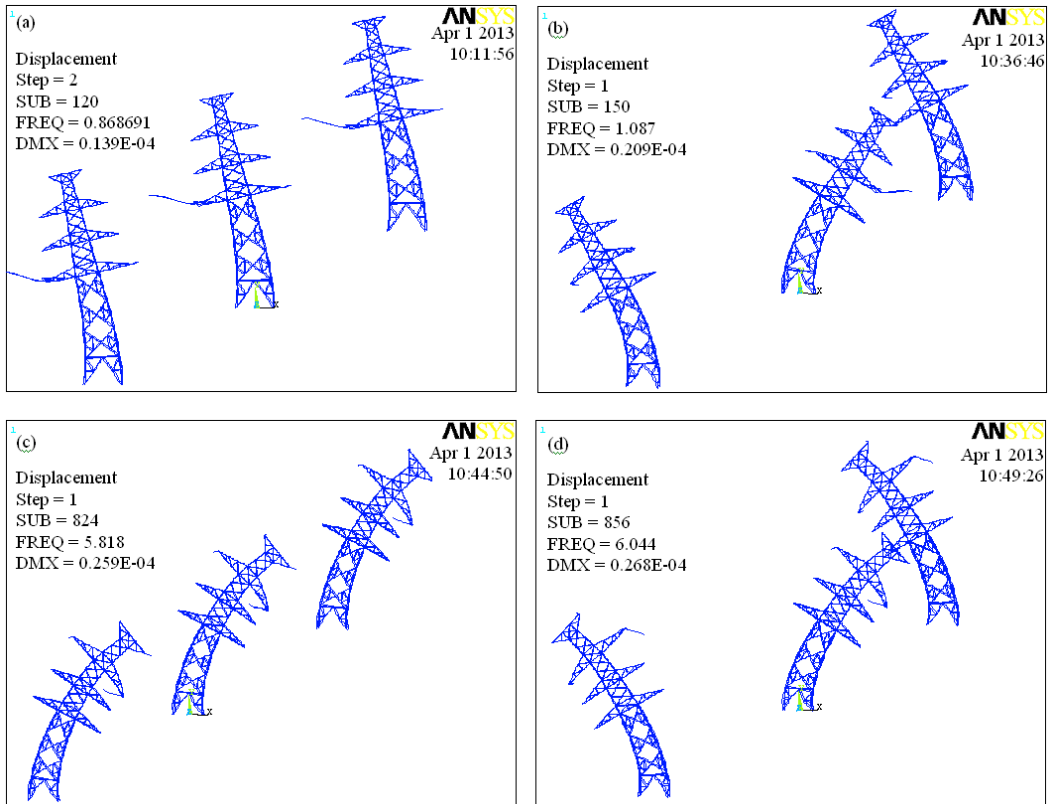 1
(a)
ANSYS
Apr 1 2013
10:11:56
Displacement
Step = 2
SUB = 120
FREQ = 0.868691
DMX = 0.139E-04
X
1
(b)
ANSYS
Apr 1 2013
10:36:46
Displacement
Step = 1
SUB = 150
FREQ = 1.087
DMX = 0.209E-04
X
1
(c)
ANSYS
Apr 1 2013
10:44:50
Displacement
Step = 1
SUB = 824
FREQ = 5.818
DMX = 0.259E-04
X
1
(d)
ANSYS
Apr 1 2013
10:49:26
Displacement
Step = 1
SUB = 856
FREQ = 6.044
DMX = 0.268E-04
X